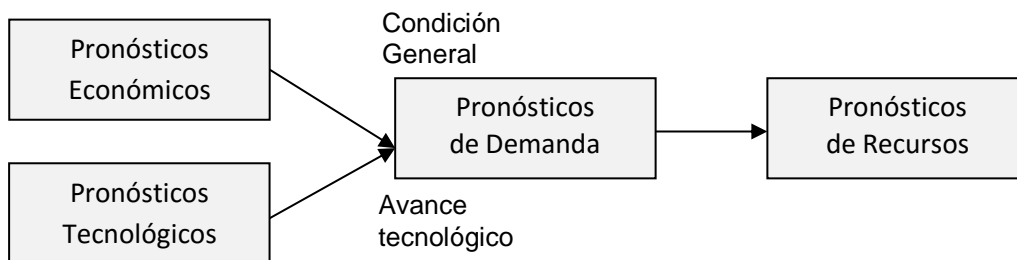 Pronósticos
Económicos
Condición
General
Pronósticos
de Demanda
Pronósticos
de Recursos
Pronósticos
Tecnológicos
Avance
tecnológico